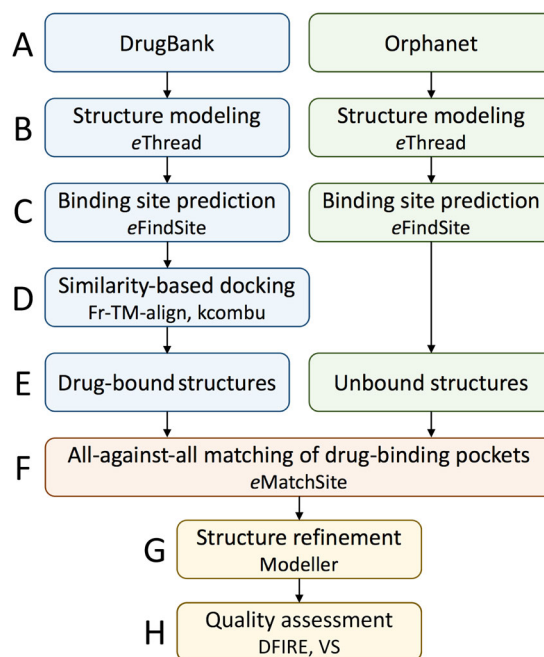 A
DrugBank
Orphanet
B
Structure modeling
eThread
Structure modeling
eThread
C
Binding site prediction
eFindSite
Binding site prediction
eFindSite
D
Similarity-based docking
Fr-TM-align, kcombu
E
Drug-bound structures
Unbound structures
F
All-against-all matching of drug-binding pockets
eMatchSite
G
Structure refinement
Modeller
H
Quality assessment
DFIRE, VS